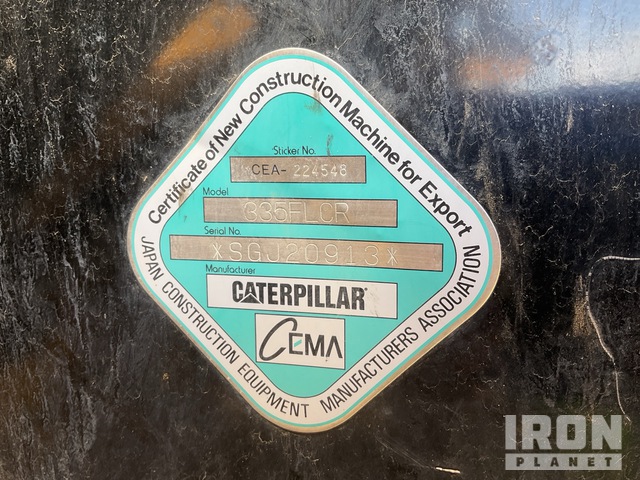 Certificate of New Construction Machine for Export
Sticker No.
CEA- 224546
Model
335FLCR
Serial No.
*SGJ20913*
Manufacturer
CATERPILLAR®
CEMA
JAPAN CONSTRUCTION EQUIPMENT MANUFACTURERS ASSOCIATION
IRON
PLANET